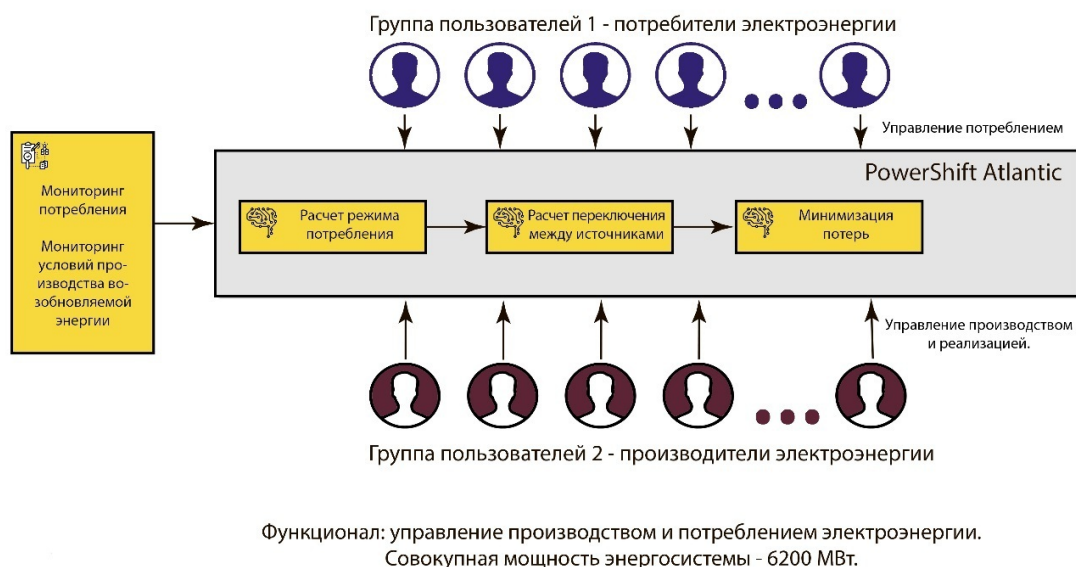 Группа пользователей 1 - потребители электроэнергии
Управление потреблением
PowerShift Atlantic
Мониторинг
потребления
Мониторинг
условий про-
изводства во-
зобновляемой
энергии
Расчет режима
потребления
Расчет переключения
между источниками
Минимизация
потерь
Управление производством
и реализацией.
Группа пользователей 2 - производители электроэнергии
Функционал: управление производством и потреблением электроэнергии.
Совокупная мощность энергосистемы - 6200 МВт.